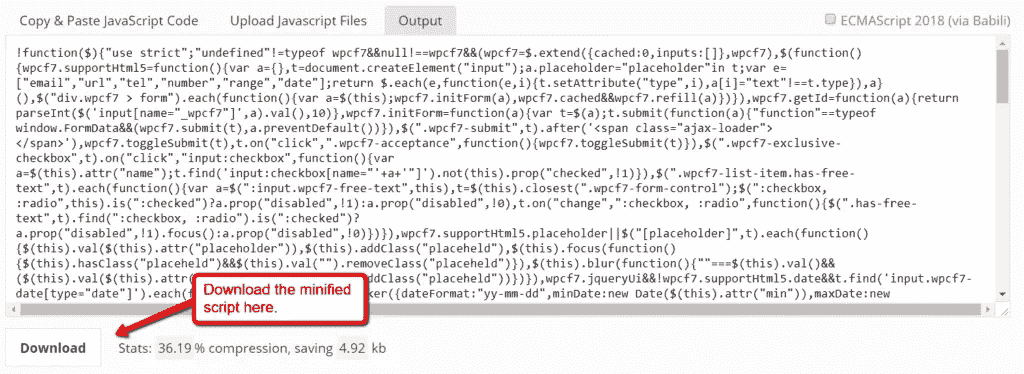 Copy & Paste JavaScript Code Upload Javascript Files Output ECMAScript 2018 (via Babili)
!function($){"use strict";"undefined"!=typeof wpcf7&&null!==wpcf7&&(wpcf7=$.extend({cached:0,inputs:[]},wpcf7),$(function()
{wpcf7.supportHtml5=function(){var a={},t=document.createElement("input");a.placeholder="placeholder"in t;var e=
["email","url","tel","number","range","date"];return $.each(e,function(e,i){t.setAttribute("type",i),a[i]="text"!==t.type}),a}
(),$("div.wpcf7 > form").each(function(){var a=$(this);wpcf7.initForm(a),wpcf7.cached&&wpcf7.refill(a)})}),wpcf7.getId=function(a){return
parseInt($('input[name="_wpcf7"]',a).val(),10)},wpcf7.initForm=function(a){var t=$(a);t.submit(function(a){"function"==typeof
window.FormData&&(wpcf7.submit(t),a.preventDefault())}),$(".wpcf7-submit",t).after('<span class="ajax-loader">
</span>'),wpcf7.toggleSubmit(t),t.on("click",".wpcf7-acceptance",function(){wpcf7.toggleSubmit(t)}),$(".wpcf7-exclusive-
checkbox",t).on("click","input:checkbox",function(){var
a=$(this).attr("name");t.find('input:checkbox[name="'+a+'"]').not(this).prop("checked",!1)}),$(".wpcf7-list-item.has-free-
text",t).each(function(){var a=$(":input.wpcf7-free-text",this),t=$(this).closest(".wpcf7-form-control");$(":checkbox,
:radio",this).is(":checked")?a.prop("disabled",!1):a.prop("disabled",!0),t.on("change",":checkbox, :radio",function(){$(".has-free-
text",t).find(":checkbox, :radio").is(":checked")?
a.prop("disabled",!1).focus():a.prop("disabled",!0)})}),wpcf7.supportHtml5.placeholder||$("[placeholder]",t).each(function()
{$(this).val($(this).attr("placeholder")),$(this).addClass("placeheld"),$(this).focus(function()
{$(this).hasClass("placeheld")&&$(this).val("").removeClass("placeheld")}),$(this).blur(function(){""===$(this).val()&&
($(this).val($(this).attr( ddClass("placeheld"))})}),wpcf7.jqueryUi&&!wpcf7.supportHtml5.date&&t.find('input.wpcf7-
date[type="date"]').each(f ker({dateFormat:"yy-mm-dd",minDate:new Date($(this).attr("min")),maxDate:new
Download the minified
script here.
Download Stats: 36.19 % compression, saving 4.92 kb